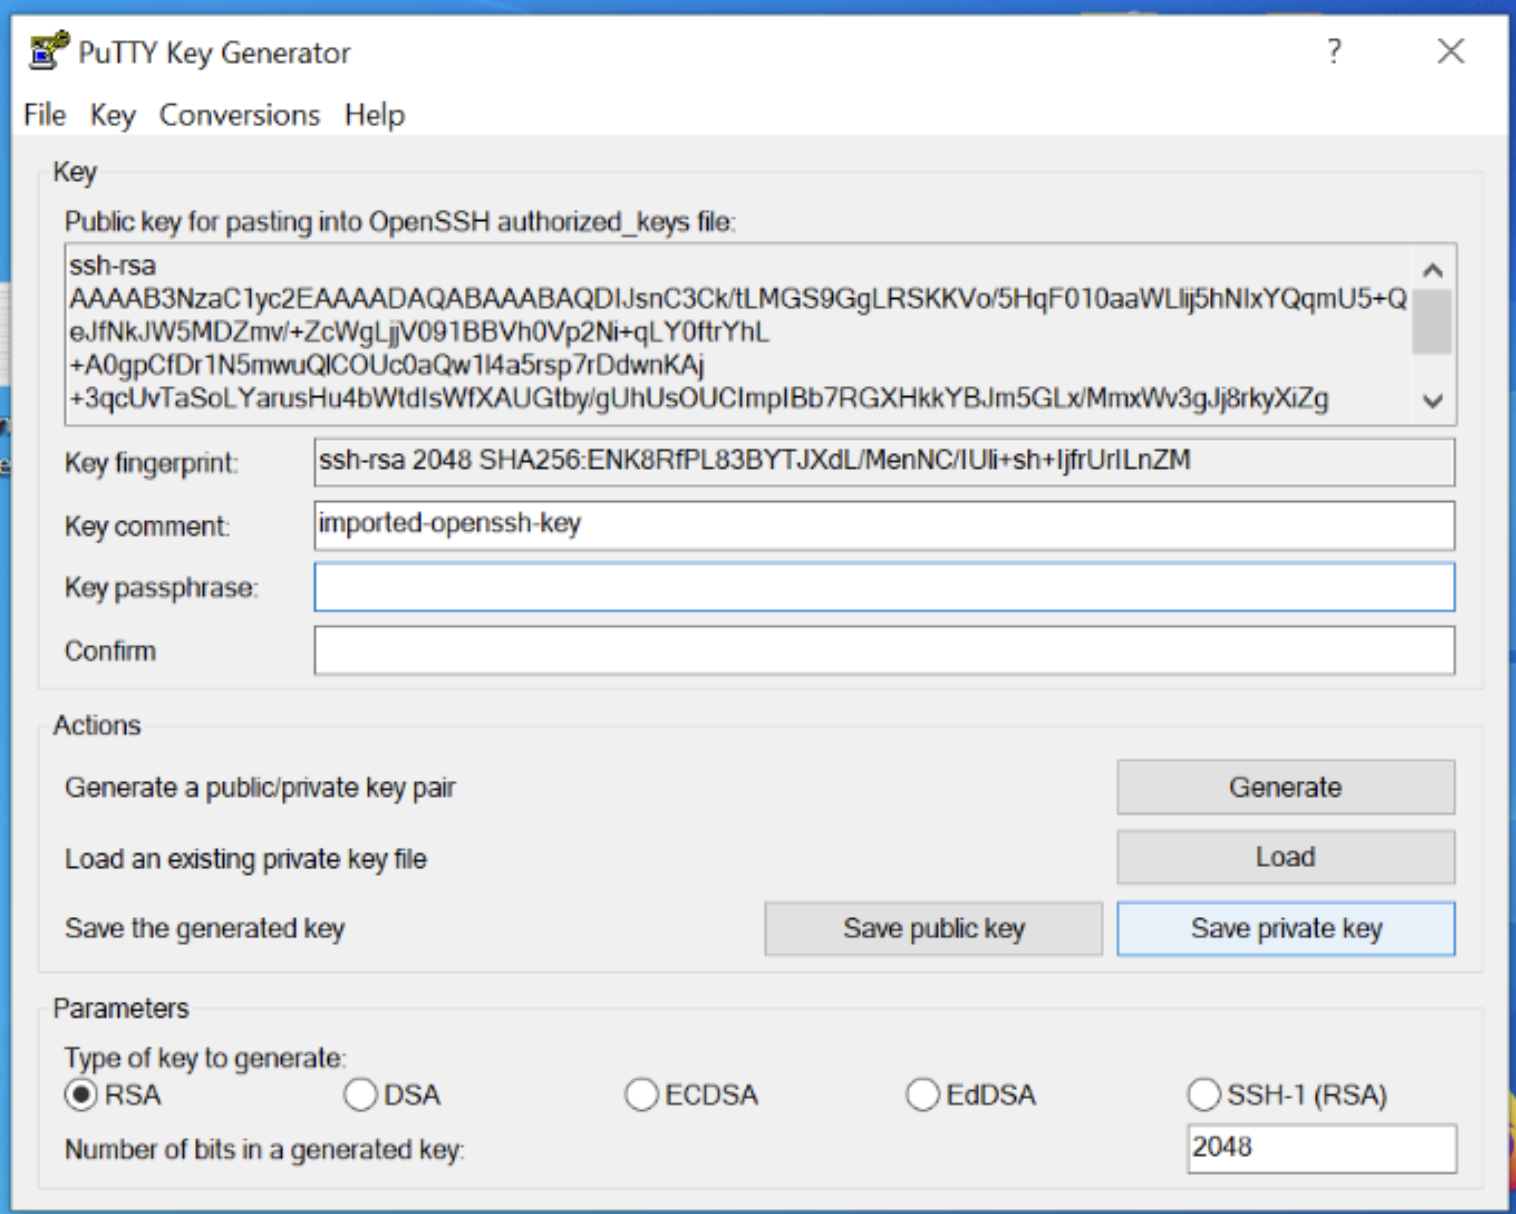 PuTTY Key Generator
?
File Key Conversions Help
Key
Public key for pasting into OpenSSH authorized_keys file:
ssh-rsa
AAAAB3NzaC1yc2EAAAADAQABAAABAQDIJsnC3Ck/tLMGS9GgLRSKKVo/5HqF010aaWLlij5hNlxYQqmU5+Q
eJfNkJW5MDZmv/+ZcWgLjjV091BBVh0Vp2Ni+qLY0ftrYhL
+A0gpCfDr1N5mwuQlCOUc0aQw1l4a5rsp7rDdwnKAj
+3qcUvTaSoLYarusHu4bWtdIsWfXAUGtby/gUhUsOUCImpIBb7RGXHkkYBJm5GLx/MmxWv3gJj8rkyXiZg
Key fingerprint: ssh-rsa 2048 SHA256:ENK8RfPL83BYTJXdL/MenNC/IUli+sh+IjfrUrILnZM
Key comment: imported-openssh-key
Key passphrase:
Confirm
Actions
Generate a public/private key pair Generate
Load an existing private key file Load
Save the generated key Save public key Save private key
Parameters
Type of key to generate:
RSA DSA ECDSA EdDSA SSH-1 (RSA)
Number of bits in a generated key: 2048